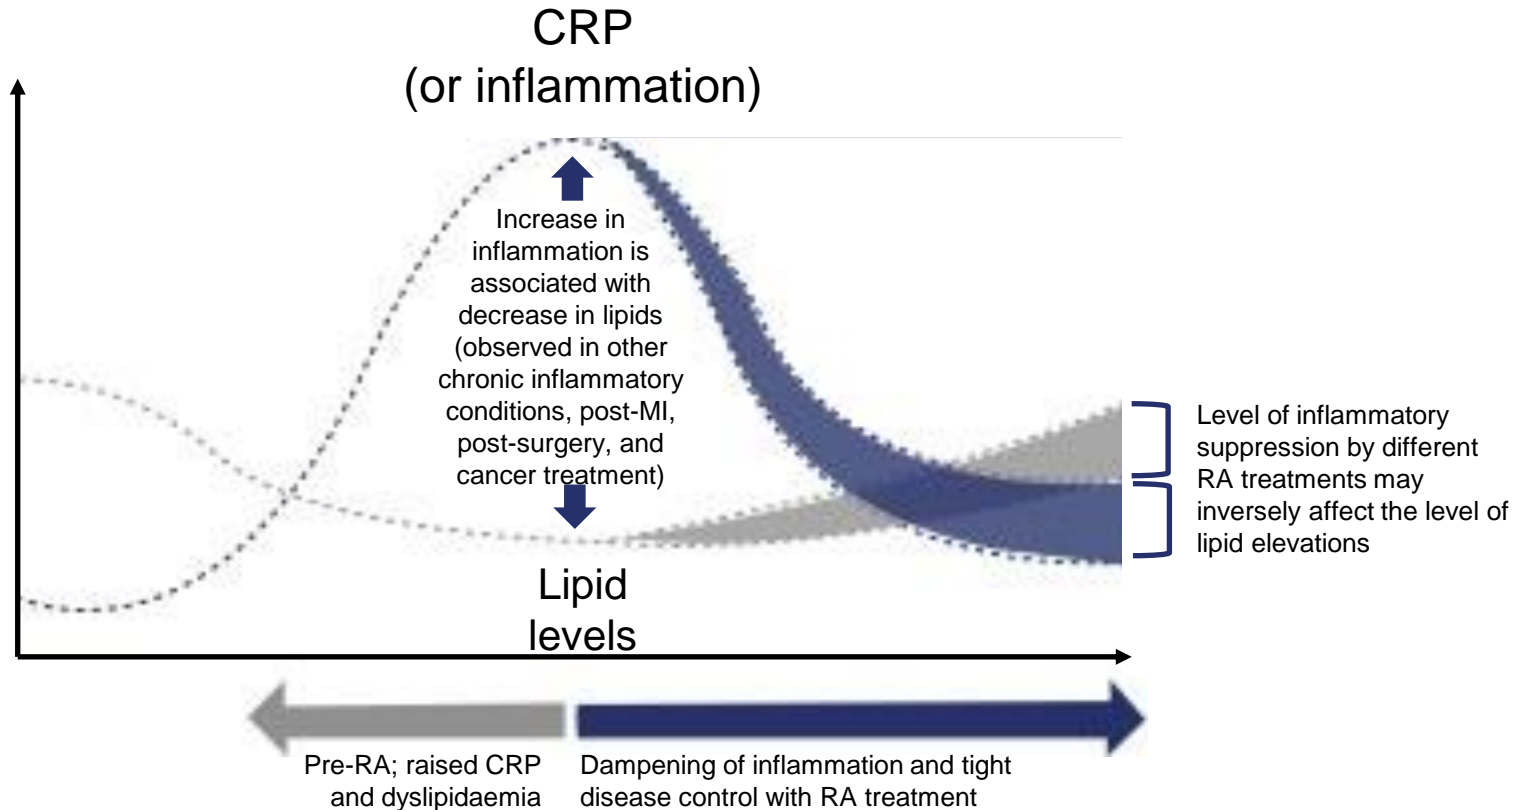 CRP
(or inflammation)
Increase in
inflammation is
associated with
decrease in lipids
(observed in other
chronic inflammatory
conditions, post-MI,
post-surgery, and
cancer treatment)
Level of inflammatory
suppression by different
RA treatments may
inversely affect the level of
lipid elevations
Lipid
levels
Pre-RA; raised CRP
and dyslipidaemia
Dampening of inflammation and tight
disease control with RA treatment